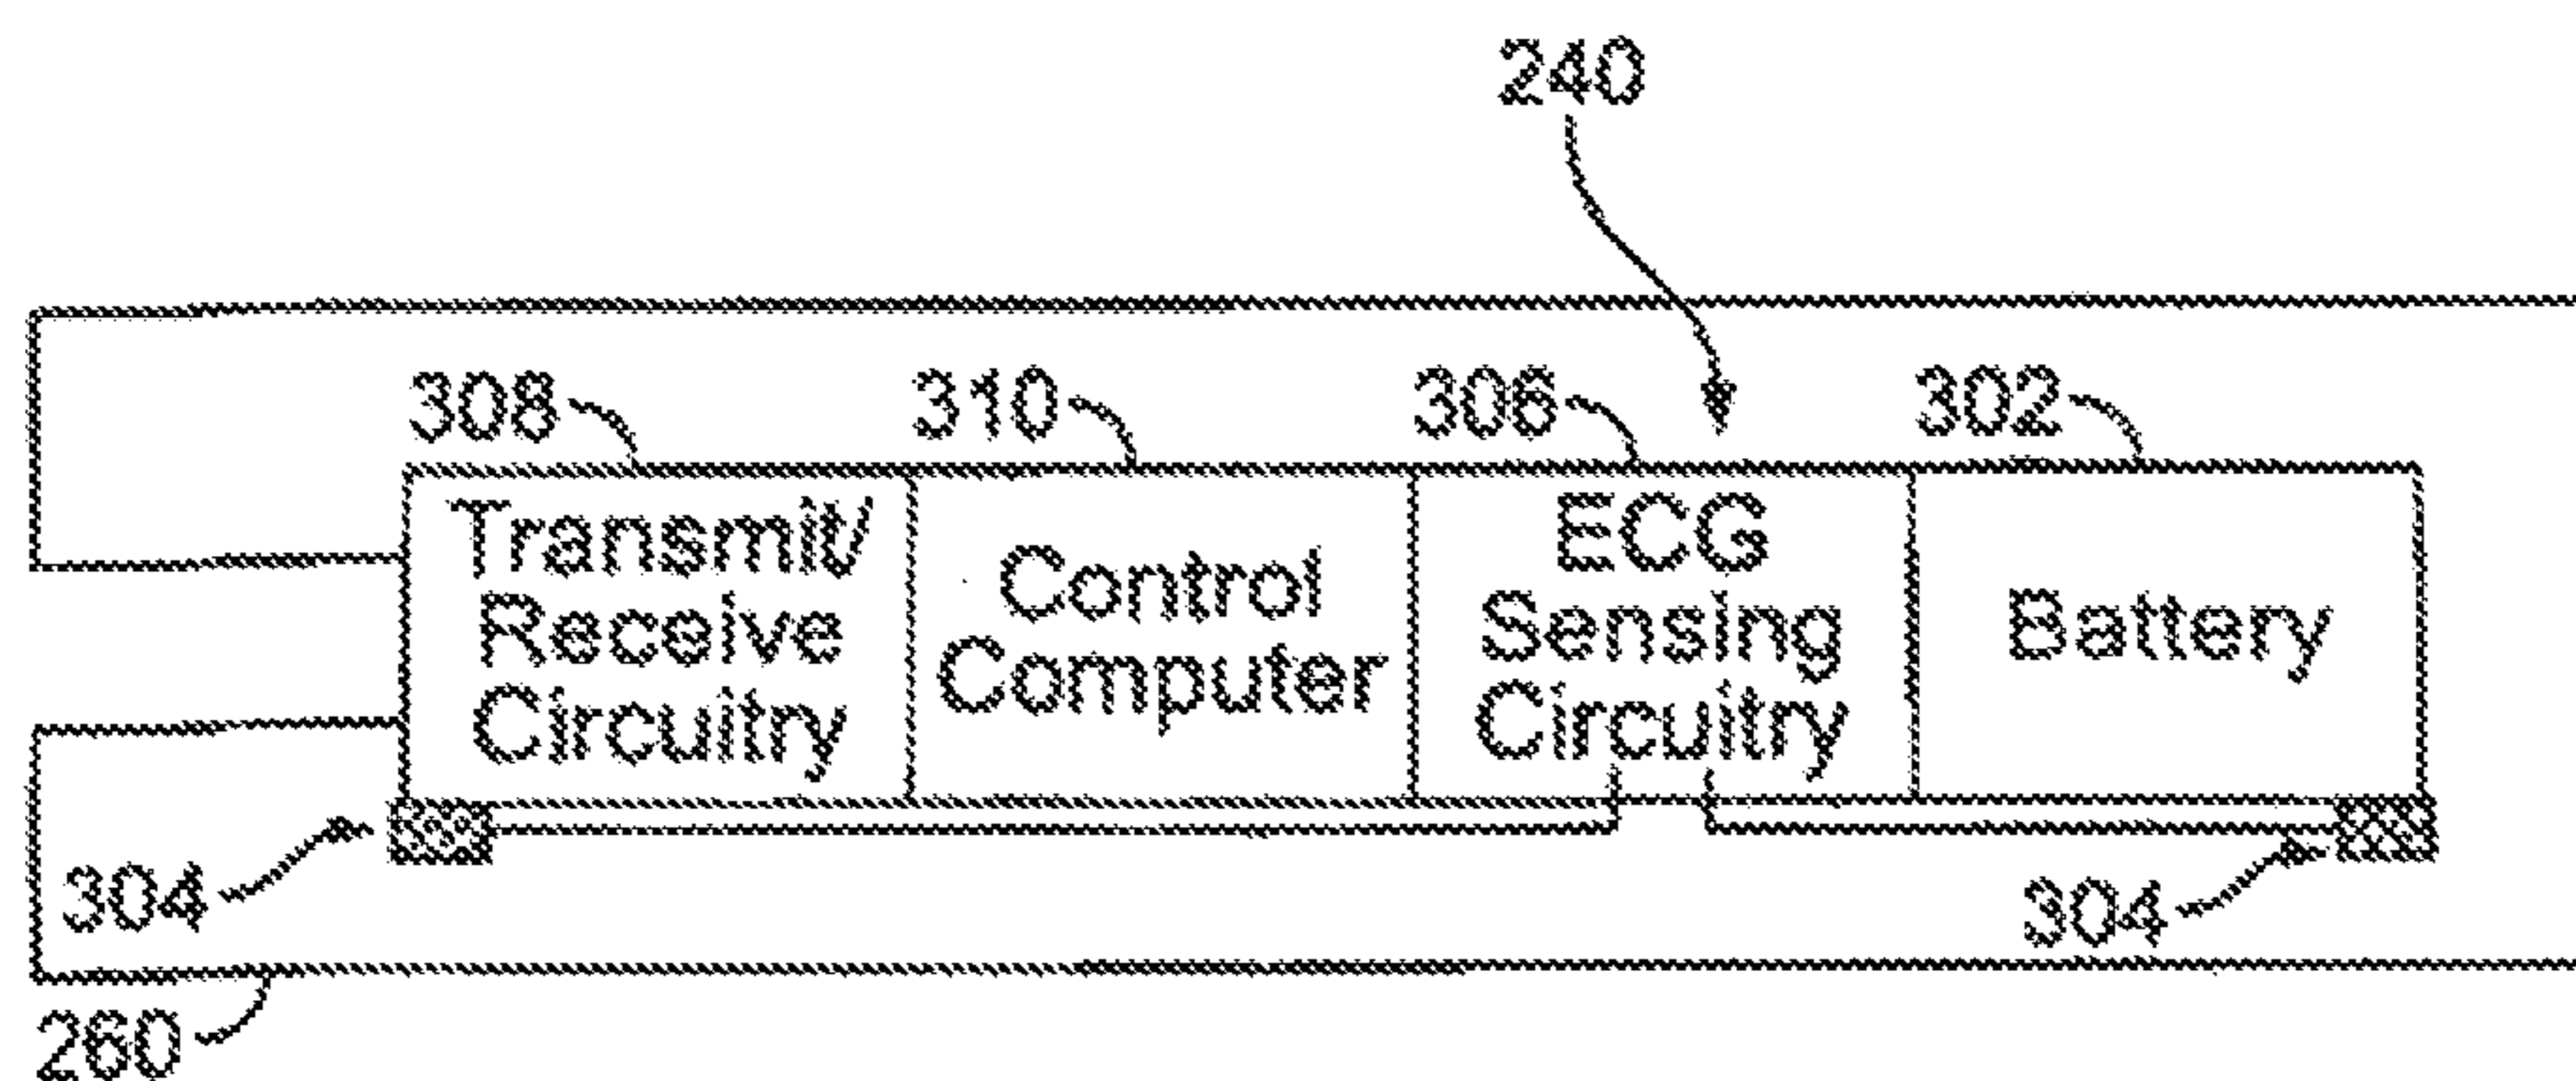 240
308
310
306
302
Transmit/
Receive
Circuitry
Control
Computer
ECG
Sensing
Circuitry
Battery
304
304
260